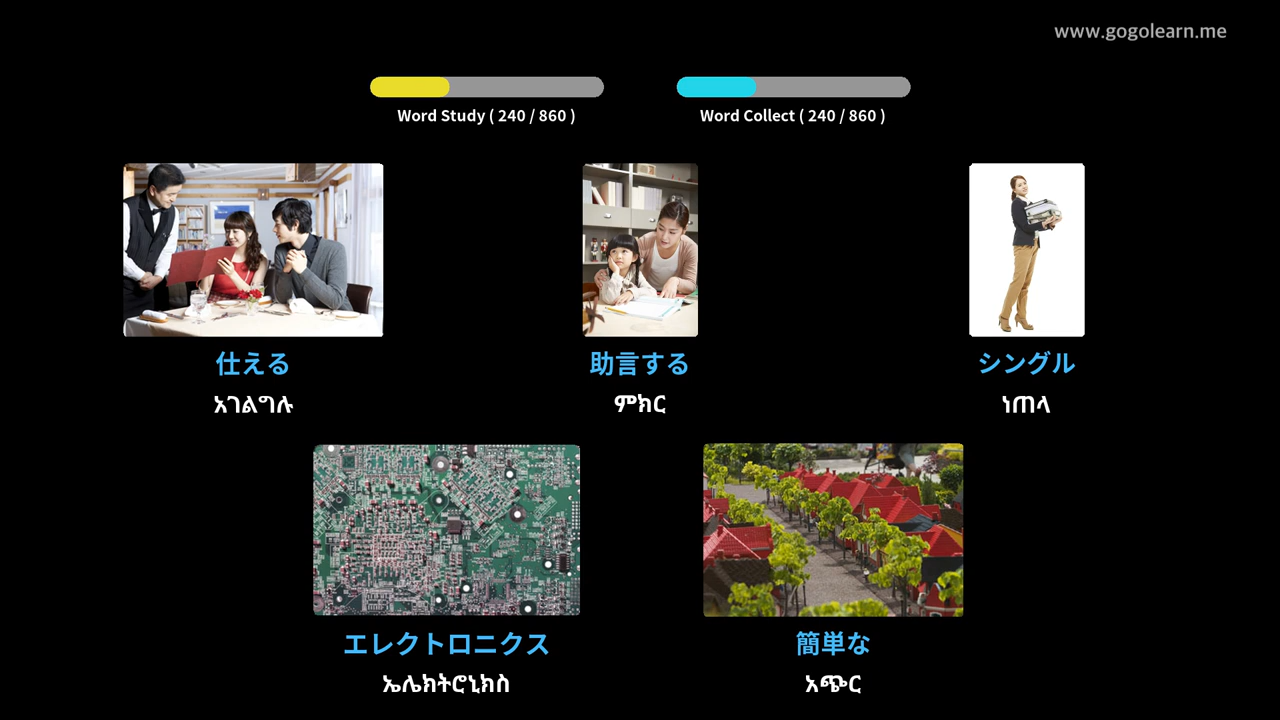 www.gogolearn.me
Word Study ( 240 / 860 )
Word Collect ( 240 / 860 )
仕える
አገልግሉ
助言する
ምክር
シングル
ነጠላ
エレクトロニクス
ኤሌክትሮኒክስ
簡単な
አጭር